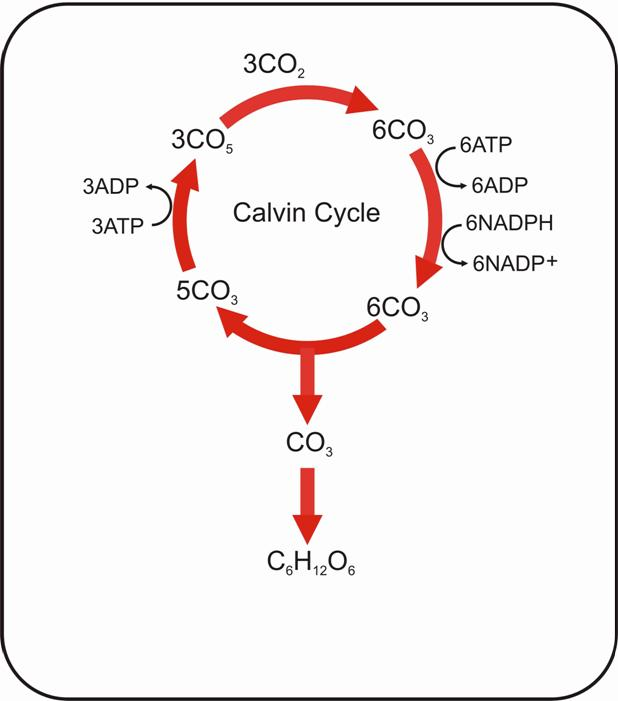 3CO₂
6CO₃
3CO₅
6ATP
3ADP
6ADP
Calvin Cycle
3ATP
6NADPH
6NADP+
5CO₃
6CO₃
CO₃
C₆H₁₂O₆